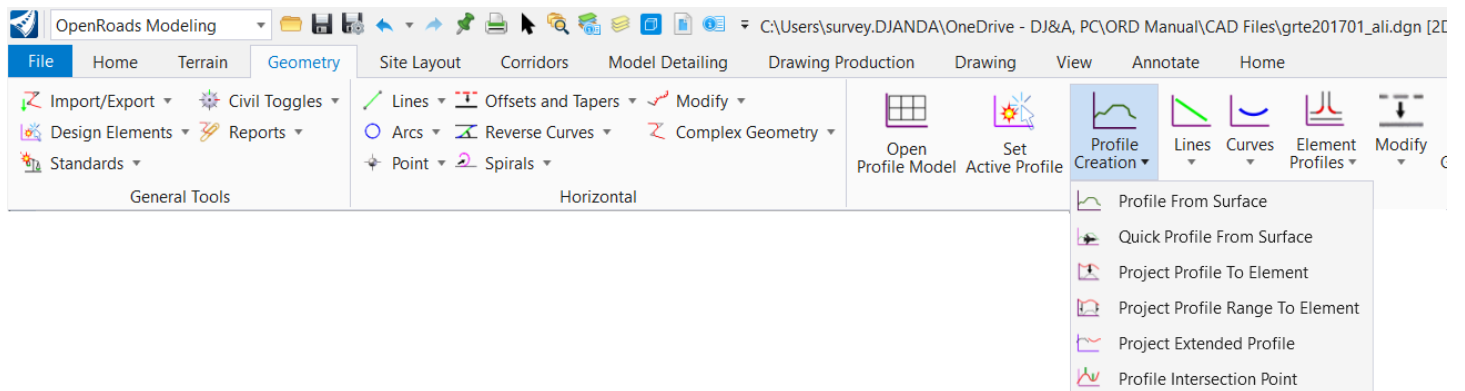 OpenRoads Modeling C:\Users\survey.DJANDA\OneDrive - DJ&A, PC\ORD Manual\CAD Files\grte201701_ali.dgn [2D
File Home Terrain Geometry Site Layout Corridors Model Detailing Drawing Production Drawing View Annotate Home
Import/Export Civil Toggles Lines Offsets and Tapers Modify
Design Elements Reports Arcs Reverse Curves Complex Geometry
Standards Point Spirals
Open Profile Model
Set Active Profile
Profile Creation
Lines
Curves
Element Profiles
Modify
General Tools Horizontal
Profile From Surface
Quick Profile From Surface
Project Profile To Element
Project Profile Range To Element
Project Extended Profile
Profile Intersection Point